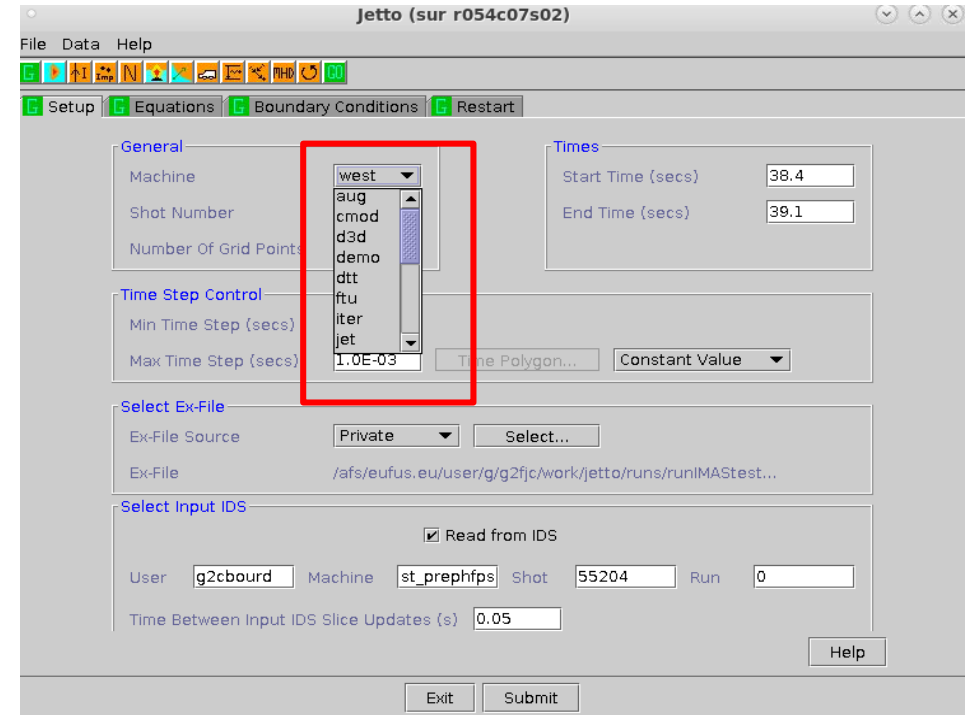 Jetto (sur r054c07s02)
File Data Help
G I Imp N MHD GO
G Setup G Equations G Boundary Conditions G Restart
General
Machine west
aug
cmod
d3d
demo
dtt
ftu
iter
jet
Shot Number
Number Of Grid Points
Times
Start Time (secs) 38.4
End Time (secs) 39.1
Time Step Control
Min Time Step (secs)
Max Time Step (secs) 1.0E-03 Time Polygon... Constant Value
Select Ex-File
Ex-File Source Private Select...
Ex-File /afs/eufus.eu/user/g/g2fjc/work/jetto/runs/runIMAStest...
Select Input IDS
Read from IDS
User g2cbourd Machine st_prephfps Shot 55204 Run 0
Time Between Input IDS Slice Updates (s) 0.05
Help
Exit Submit